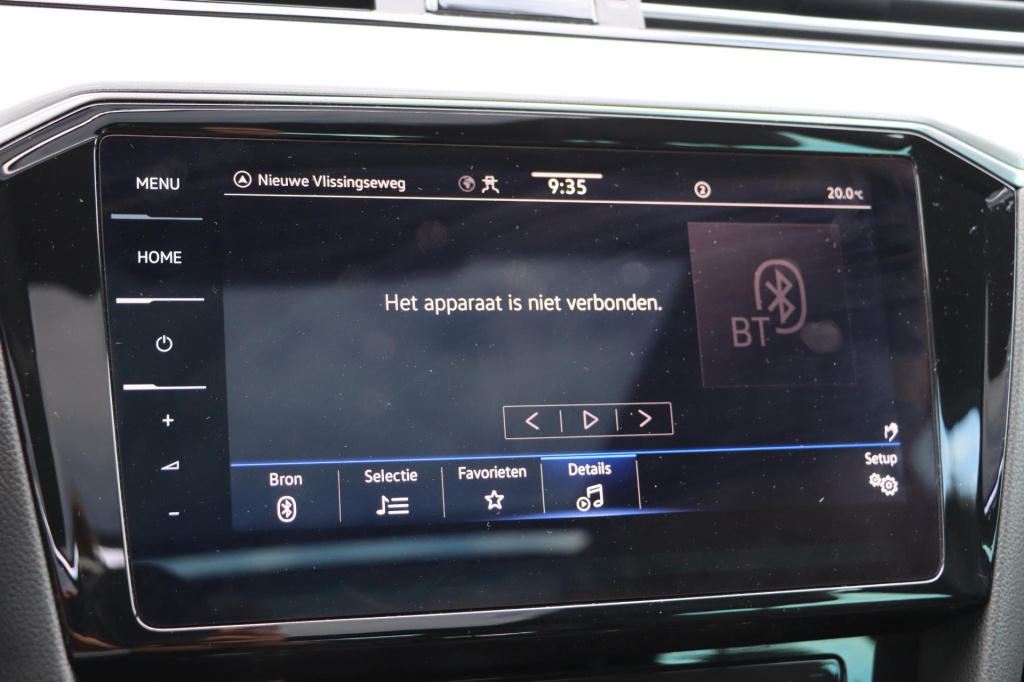 MENU
Nieuwe Vlissingseweg
9:35
2
20.0°C
HOME
Het apparaat is niet verbonden.
BT
+
-
Bron
Selectie
Favorieten
Details
Setup